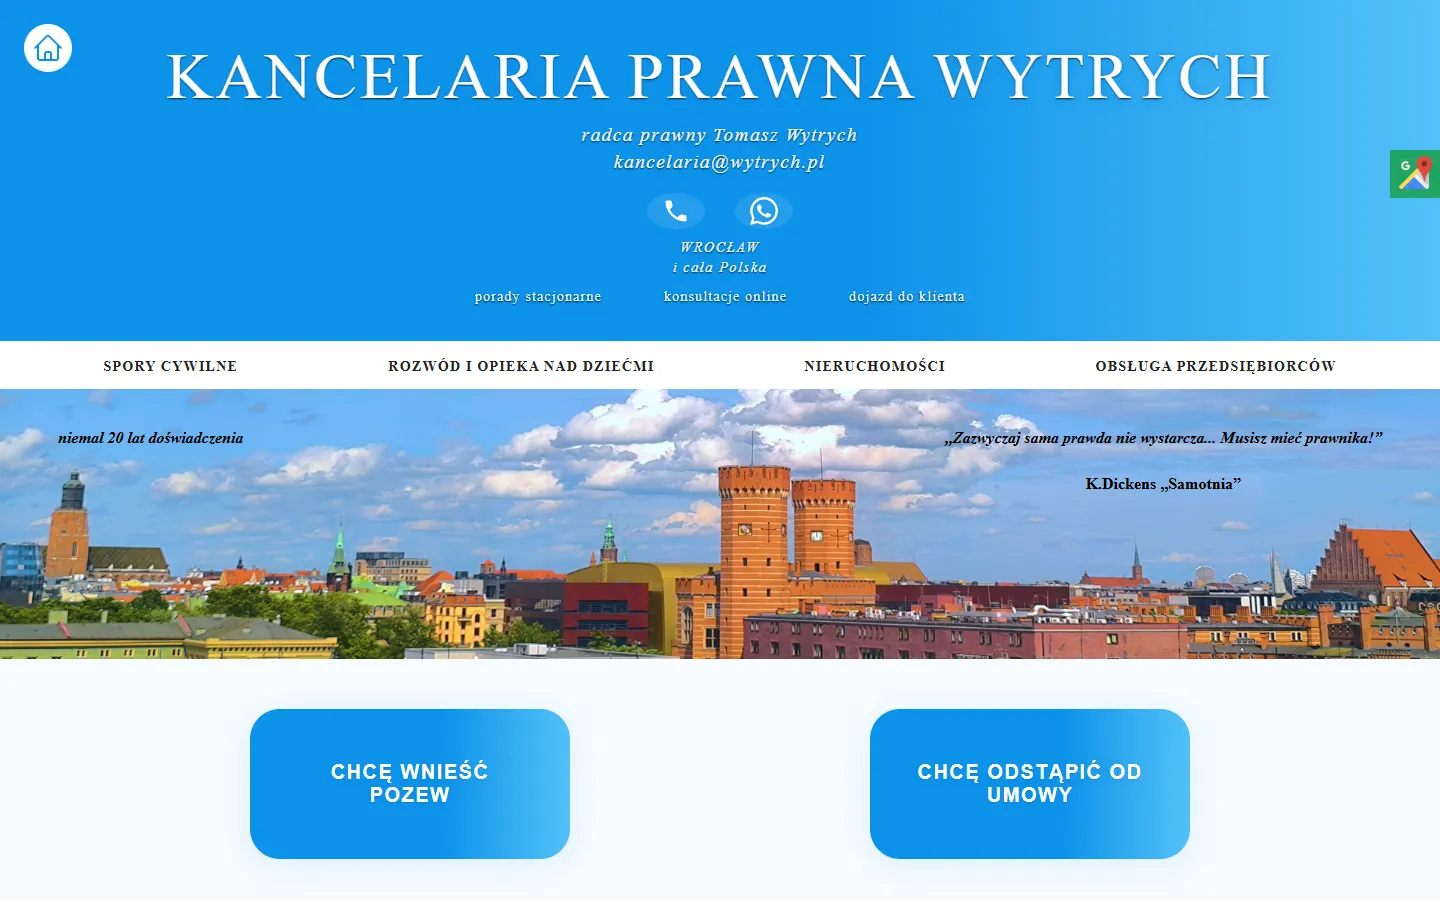 KANCELARIA PRAWNA WYTRYCH
radca prawny Tomasz Wytrych
kancelaria@wytrych.pl
WROCŁAW
i cała Polska
porady stacjonarne konsultacje online dojazd do klienta
SPORY CYWILNE ROZWÓD I OPIEKA NAD DZIEĆMI NIERUCHOMOŚCI OBSŁUGA PRZEDSIĘBIORCÓW
niemal 20 lat doświadczenia
„Zazwyczaj sama prawda nie wystarcza... Musisz mieć prawnika!”
K.Dickens „Samotnia”
CHCĘ WNIEŚĆ
POZEW
CHCĘ ODSTĄPIĆ OD
UMOWY